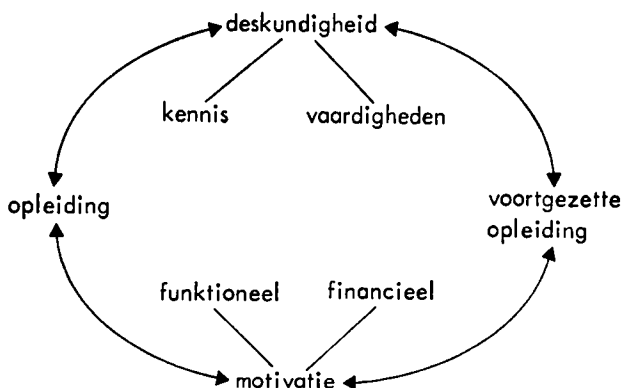 deskundigheid
kennis vaardigheden
opleiding
voortgezette
opleiding
funktioneel financieel
motivatie